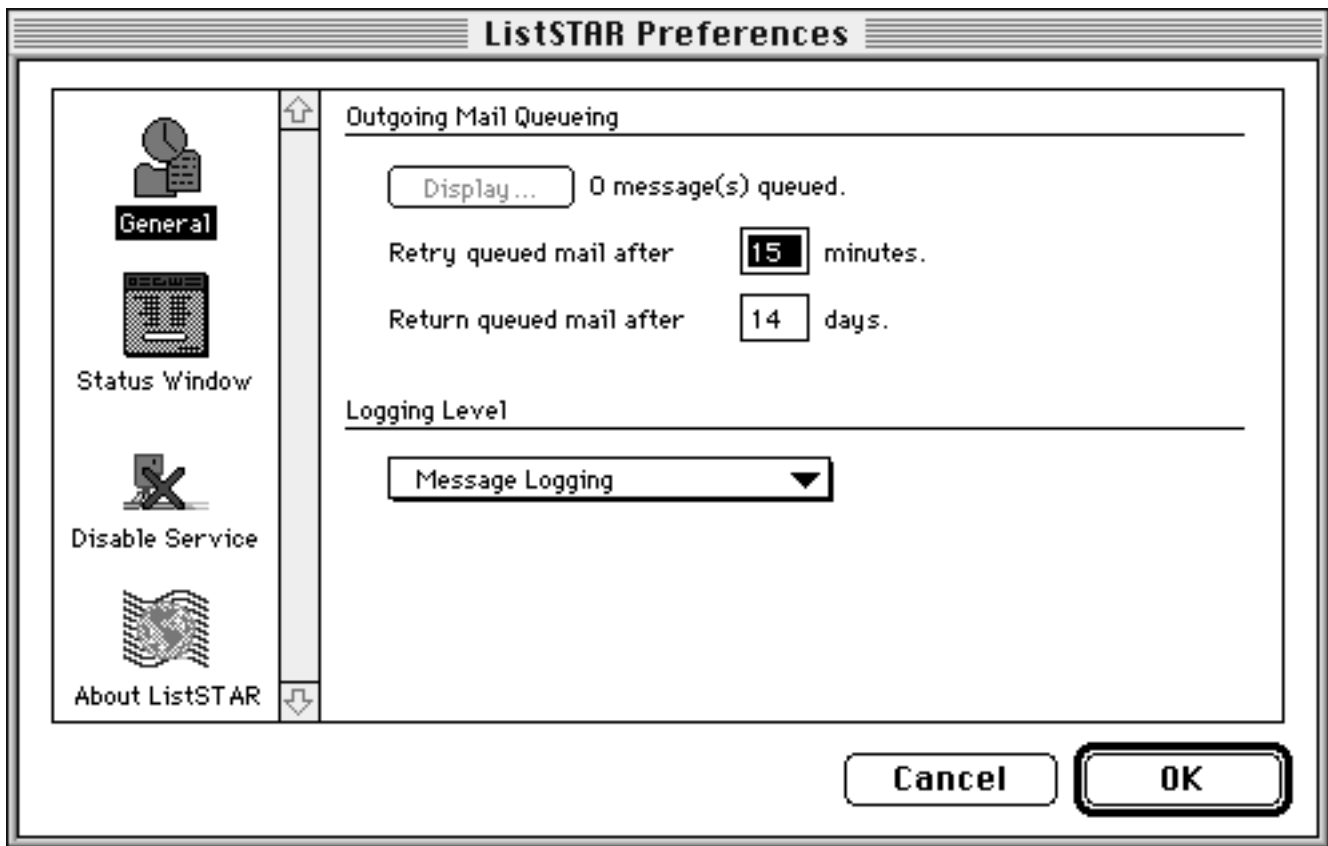 ListSTAR Preferences
General
Status Window
Disable Service
About ListSTAR
Outgoing Mail Queueing
Display... 0 message(s) queued.
Retry queued mail after 15 minutes.
Return queued mail after 14 days.
Logging Level
Message Logging
Cancel OK